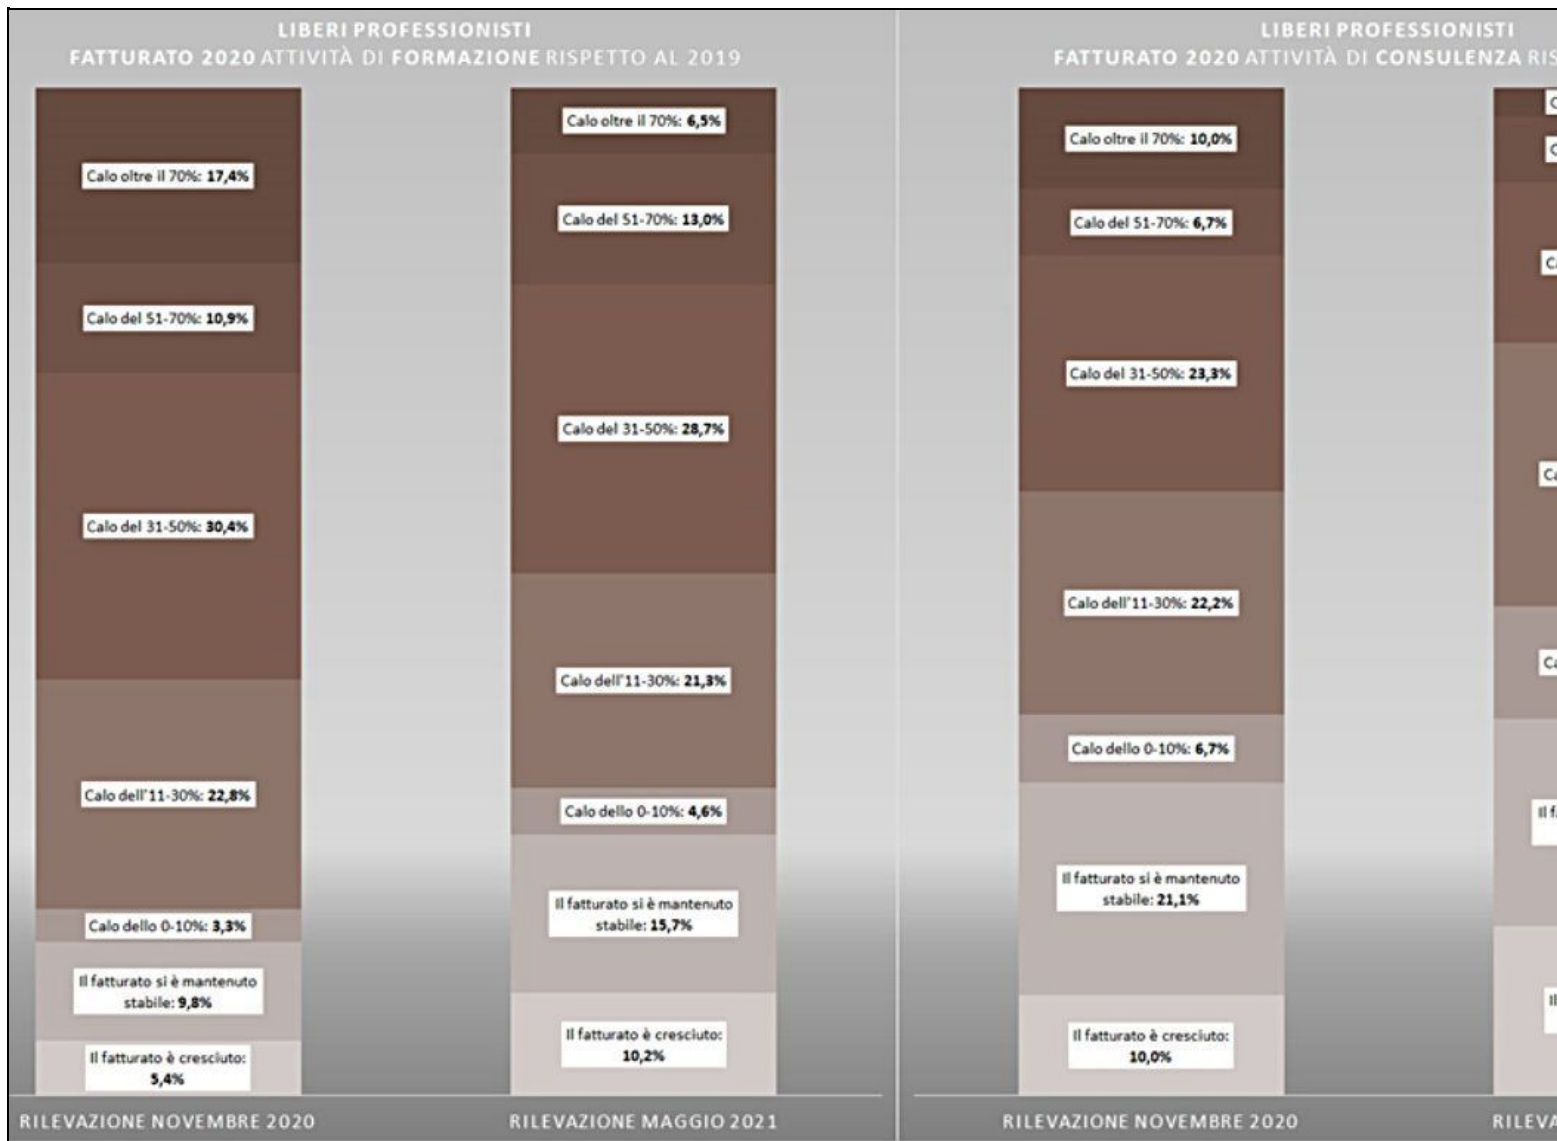 LIBERI PROFESSIONISTI
FATTURATO 2020 ATTIVITÀ DI FORMAZIONE RISPETTO AL 2019
Calo oltre il 70%: 17,4%
Calo del 51-70%: 10,9%
Calo del 31-50%: 30,4%
Calo dell'11-30%: 22,8%
Calo dello 0-10%: 3,3%
Il fatturato si è mantenuto
stabile: 9,8%
Il fatturato è cresciuto:
5,4%
RILEVAZIONE NOVEMBRE 2020
Calo oltre il 70%: 6,5%
Calo del 51-70%: 13,0%
Calo del 31-50%: 28,7%
Calo dell'11-30%: 21,3%
Calo dello 0-10%: 4,6%
Il fatturato si è mantenuto
stabile: 15,7%
Il fatturato è cresciuto:
10,2%
RILEVAZIONE MAGGIO 2021
LIBERI PROFESSIONISTI
FATTURATO 2020 ATTIVITÀ DI CONSULENZA RIS
Calo oltre il 70%: 10,0%
Calo del 51-70%: 6,7%
Calo del 31-50%: 23,3%
Calo dell'11-30%: 22,2%
Calo dello 0-10%: 6,7%
Il fatturato si è mantenuto
stabile: 21,1%
Il fatturato è cresciuto:
10,0%
RILEVAZIONE NOVEMBRE 2020
Ca
Ca
Il f
Il
RILEVA